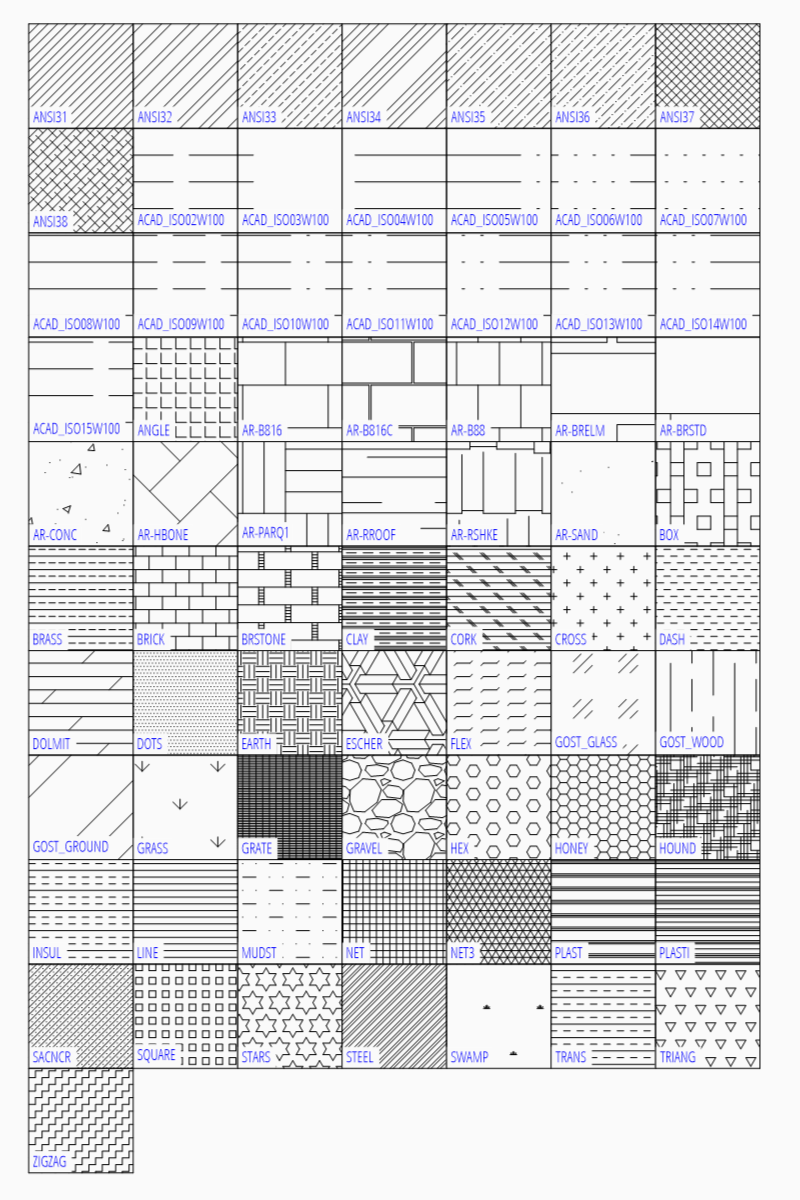 ANSI31 ANSI32 ANSI33 ANSI34 ANSI35 ANSI36 ANSI37
ANSI38 ACAD_ISO02W100 ACAD_ISO03W100 ACAD_ISO04W100 ACAD_ISO05W100 ACAD_ISO06W100 ACAD_ISO07W100
ACAD_ISO08W100 ACAD_ISO09W100 ACAD_ISO10W100 ACAD_ISO11W100 ACAD_ISO12W100 ACAD_ISO13W100 ACAD_ISO14W100
ACAD_ISO15W100 ANGLE AR-B816 AR-B816C AR-B88 AR-BRELM AR-BRSTD
AR-CONC AR-HBONE AR-PARQ1 AR-RROOF AR-RSHKE AR-SAND BOX
BRASS BRICK BRSTONE CLAY CORK CROSS DASH
DOLMIT DOTS EARTH ESCHER FLEX GOST_GLASS GOST_WOOD
GOST_GROUND GRASS GRATE GRAVEL HEX HONEY HOUND
INSUL LINE MUDST NET NET3 PLAST PLASTI
SACNCR SQUARE STARS STEEL SWAMP TRANS TRIANG
ZIGZAG